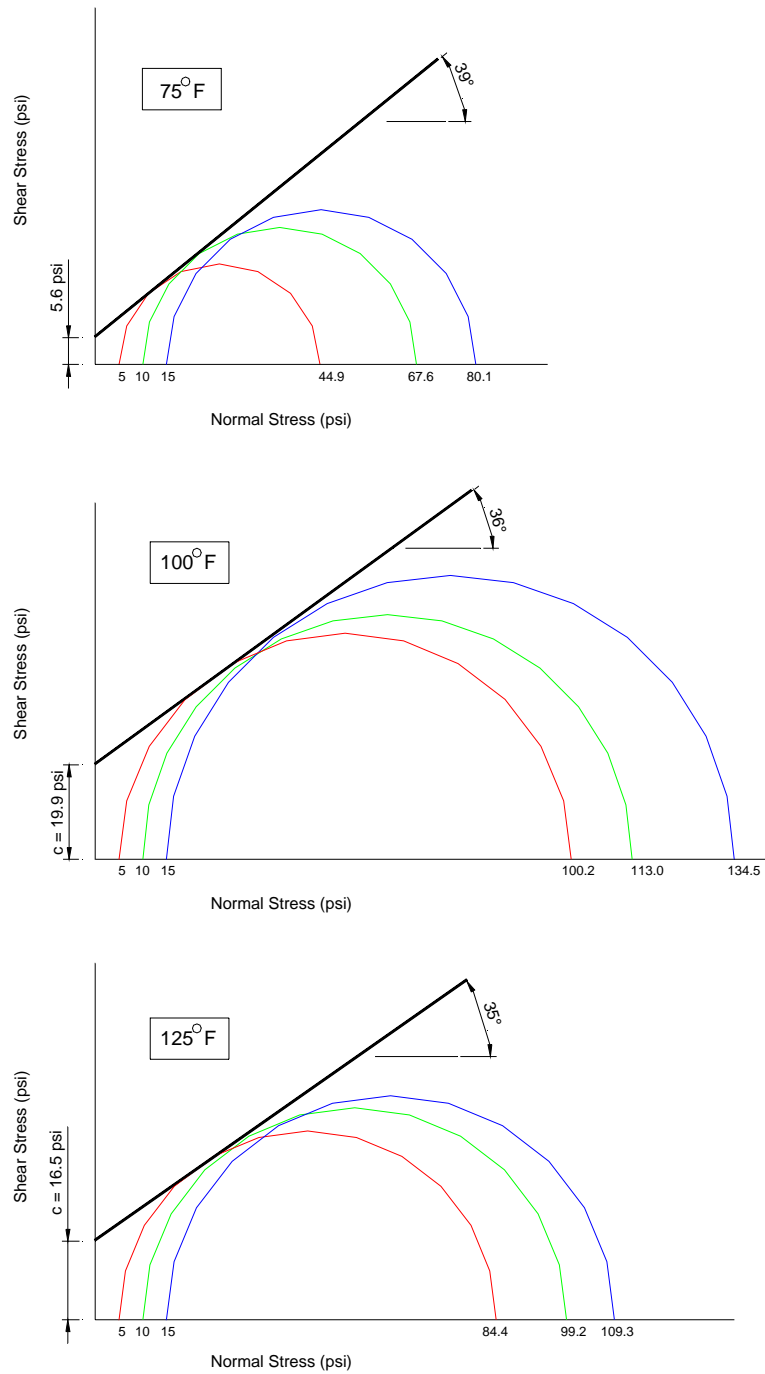 39°
75° F
Shear Stress (psi)
5.6 psi
5 10 15 44.9 67.6 80.1
Normal Stress (psi)
36°
100° F
Shear Stress (psi)
c = 19.9 psi
5 10 15 100.2 113.0 134.5
Normal Stress (psi)
35°
125° F
Shear Stress (psi)
c = 16.5 psi
5 10 15 84.4 99.2 109.3
Normal Stress (psi)